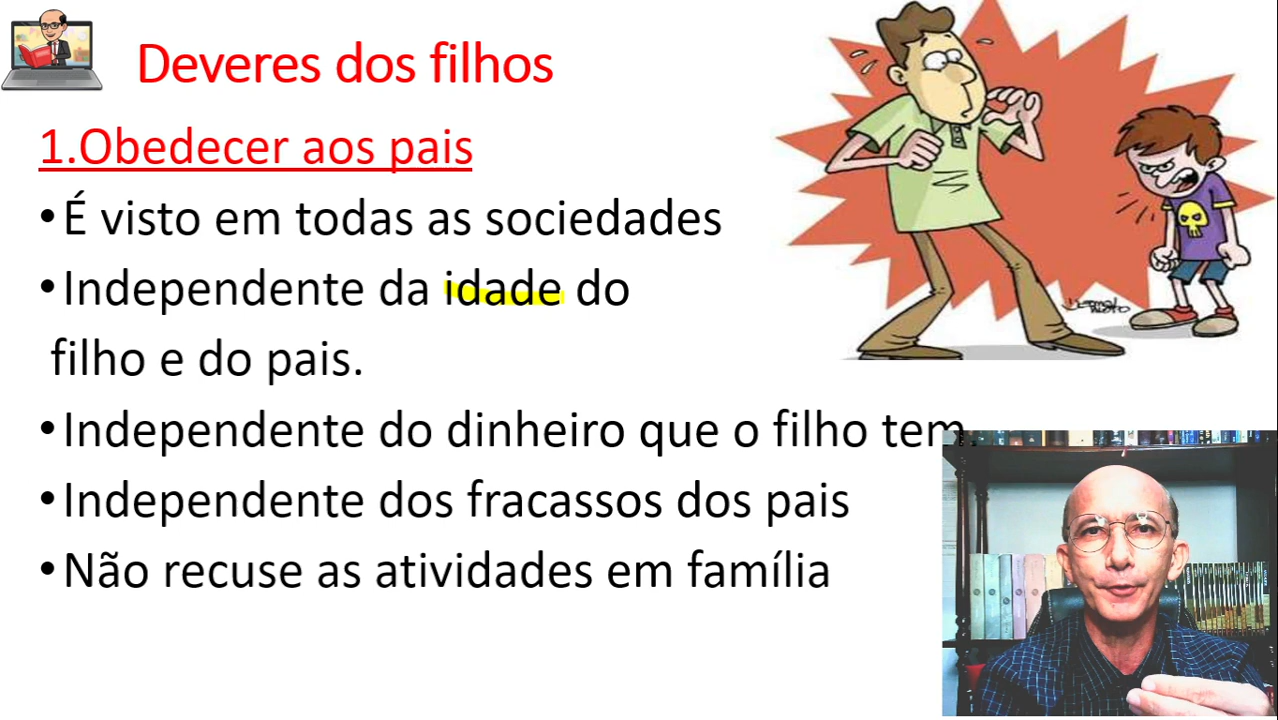 Deveres dos filhos
1.Obedecer aos pais
•É visto em todas as sociedades
•Independente da idade do
filho e do pais.
•Independente do dinheiro que o filho tem.
•Independente dos fracassos dos pais
•Não recuse as atividades em família